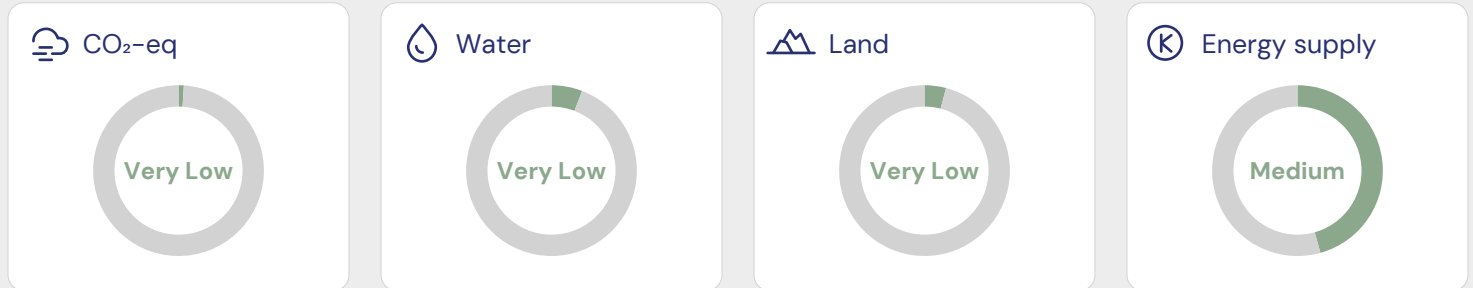 CO₂-eq
Very Low
Water
Very Low
Land
Very Low
Energy supply
Medium